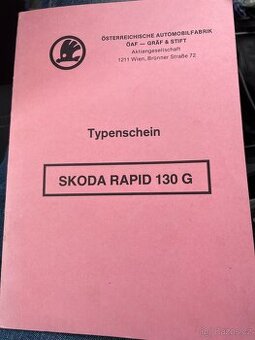 ÖSTERREICHISCHE AUTOMOBILFABRIK
ÖAF — GRÄF & STIFT
Aktiengesellschaft
1211 Wien, Brünner Straße 72
Typenschein
SKODA RAPID 130 G